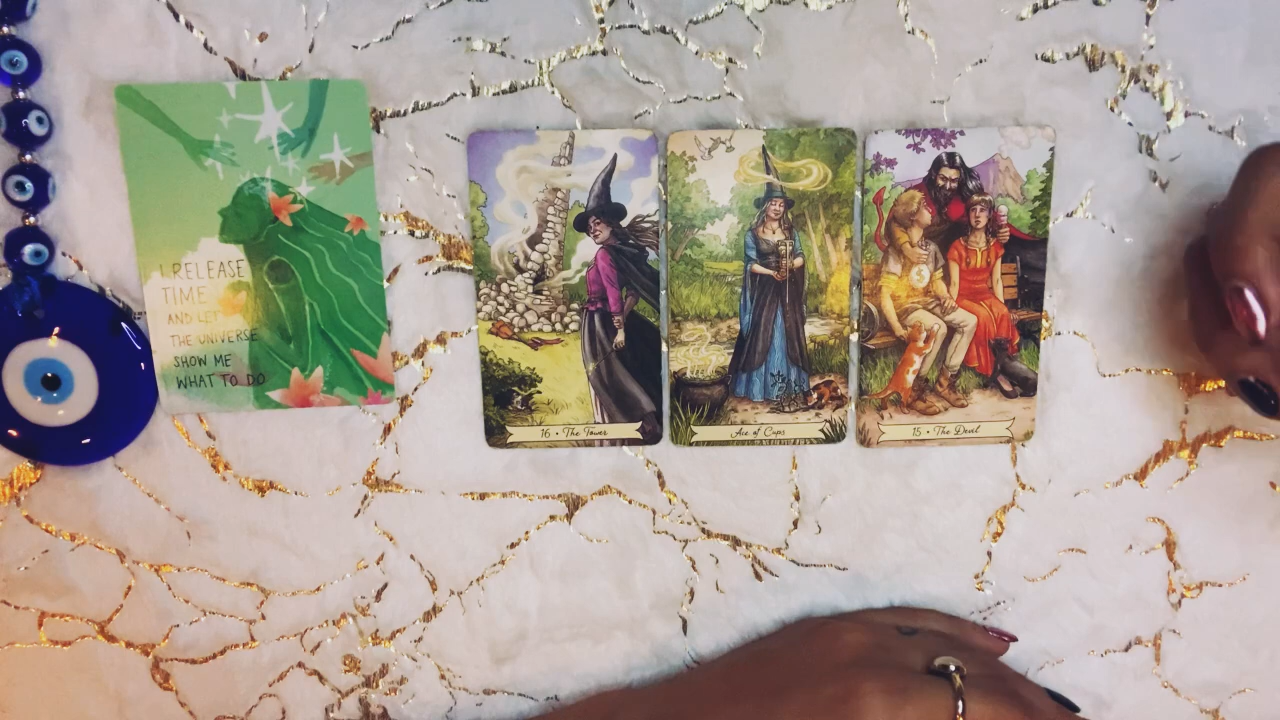 I RELEASE
TIME
AND LET
THE UNIVERSE
SHOW ME
WHAT TO DO
16 • The Tower
Ace of Cups
15 • The Devil